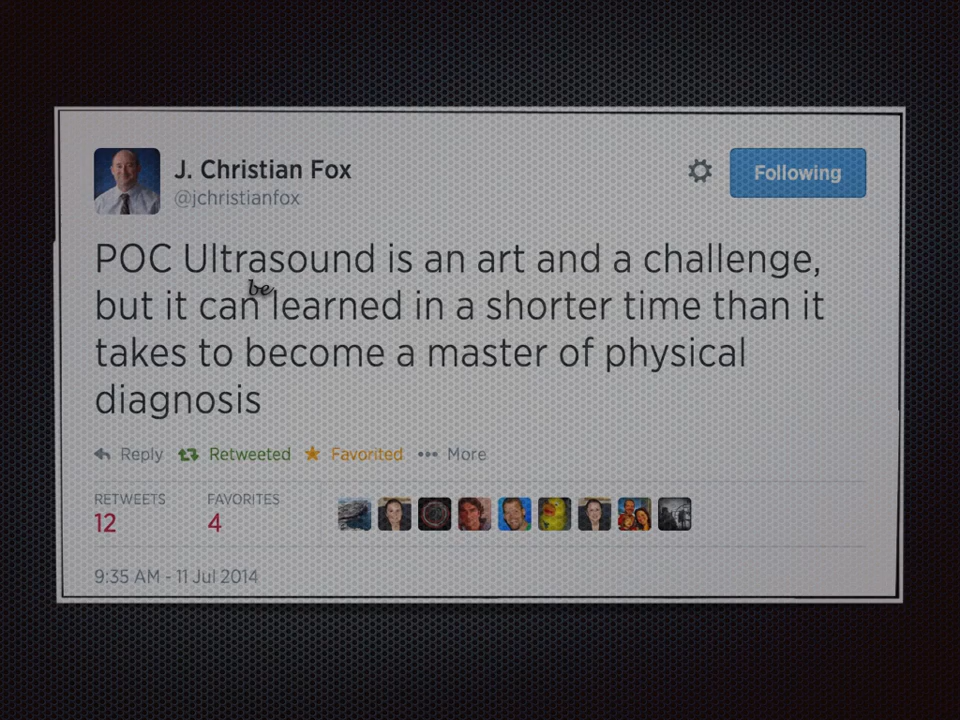 J. Christian Fox
@jchristianfox
Following
POC Ultrasound is an art and a challenge,
be
but it can learned in a shorter time than it
takes to become a master of physical
diagnosis
Reply Retweeted Favorited More
RETWEETS FAVORITES
12 4
9:35 AM - 11 Jul 2014